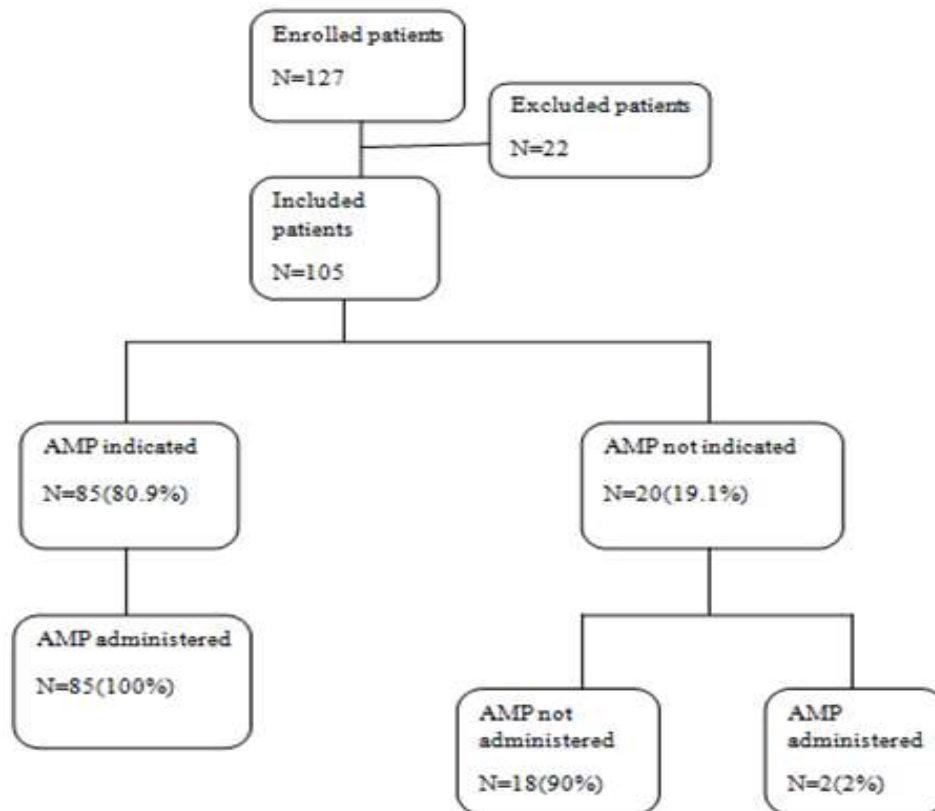 Enrolled patients
N=127
Excluded patients
N=22
Included
patients
N=105
AMP indicated
N=85(80.9%)
AMP not indicated
N=20(19.1%)
AMP administered
N=85(100%)
AMP not
administered
N=18(90%)
AMP
administered
N=2(2%)